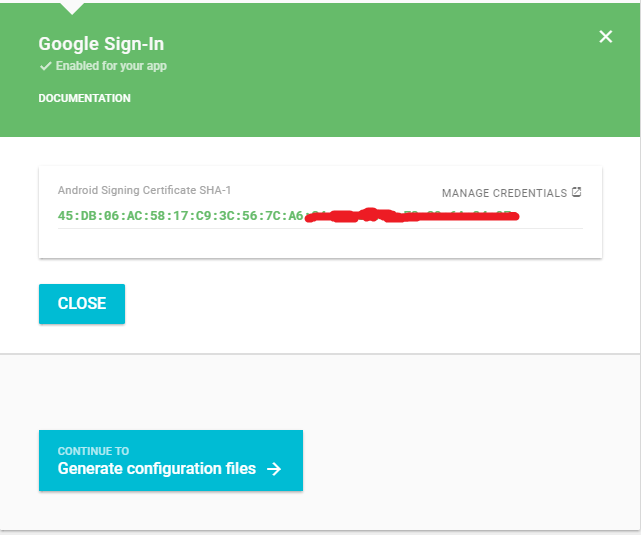 Google Sign-In
Enabled for your app
DOCUMENTATION
Android Signing Certificate SHA-1
MANAGE CREDENTIALS
45:DB:06:AC:58:17:C9:3C:56:7C:A6:
CLOSE
CONTINUE TO
Generate configuration files